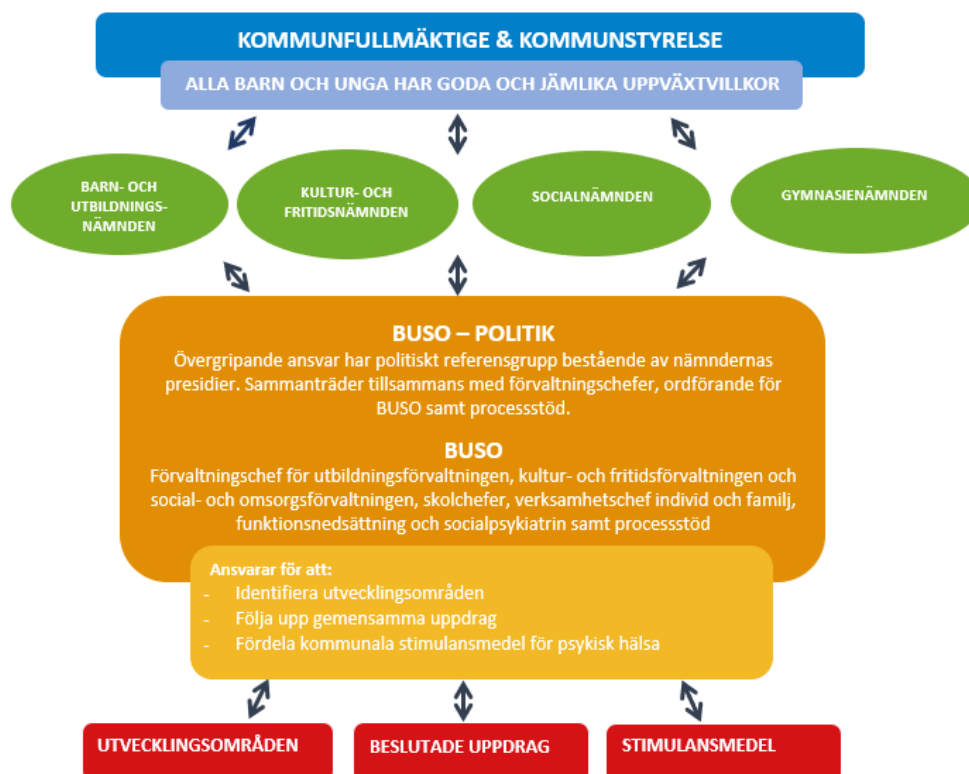 KOMMUNFULLMÄKTIGE & KOMMUNSTYRELSE
ALLA BARN OCH UNGA HAR GODA OCH JÄMLIKA UPPVÄXTVILLKOR
BARN- OCH
UTBILDNINGS-
NÄMNDEN
KULTUR- OCH
FRITIDSNÄMNDEN
SOCIALNÄMNDEN
GYMNASIENÄMNDEN
BUSO – POLITIK
Övergripande ansvar har politiskt referensgrupp bestående av nämndernas
presidier. Sammanträder tillsammans med förvaltningschefer, ordförande för
BUSO samt processstöd.
BUSO
Förvaltningschef för utbildningsförvaltningen, kultur- och fritidsförvaltningen och
social- och omsorgsförvaltningen, skolchefer, verksamhetschef individ och familj,
funktionsnedsättning och socialpsykiatrin samt processstöd
Ansvarar för att:
- Identifiera utvecklingsområden
- Följa upp gemensamma uppdrag
- Fördela kommunala stimulansmedel för psykisk hälsa
UTVECKLINGSOMRÅDEN
BESLUTADE UPPDRAG
STIMULANSMEDEL